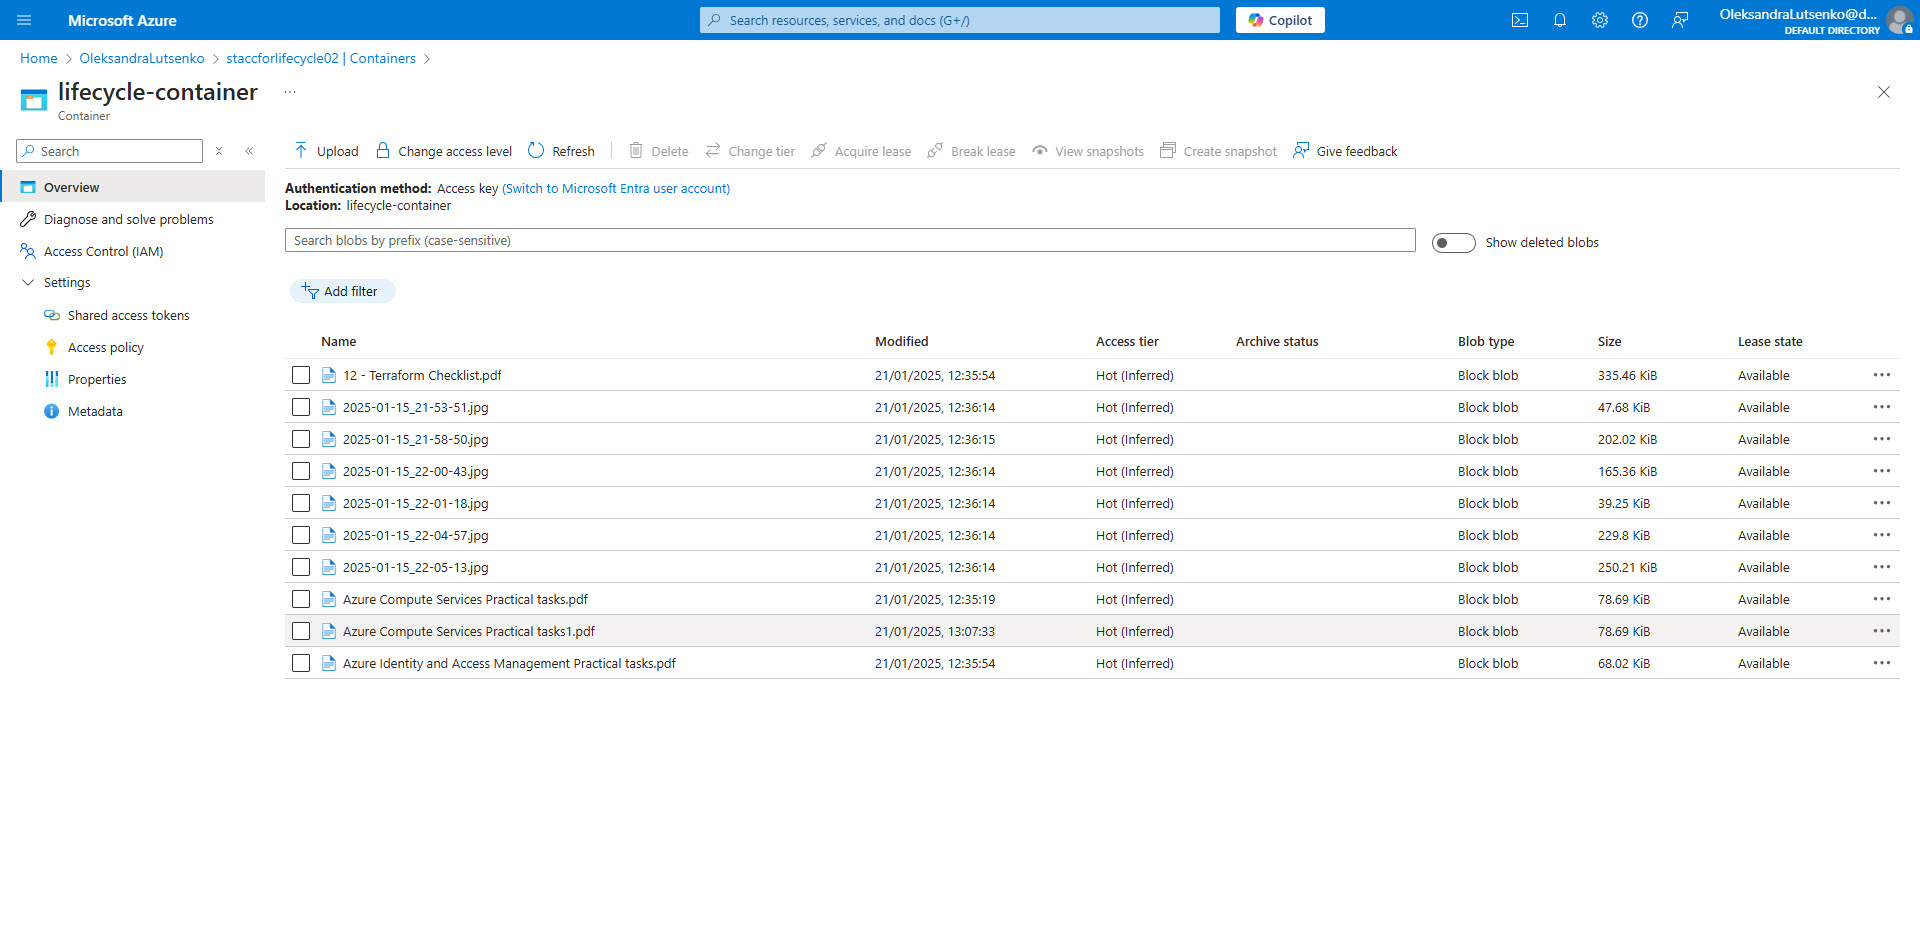 Microsoft Azure
Search resources, services, and docs (G+/)
Copilot
OleksandraLutsenko@d...
DEFAULT DIRECTORY
Home > OleksandraLutsenko > staccforlifecycle02 | Containers >
lifecycle-container
Container
Search
Upload Change access level Refresh Delete Change tier Acquire lease Break lease View snapshots Create snapshot Give feedback
Overview
Diagnose and solve problems
Access Control (IAM)
Settings
Shared access tokens
Access policy
Properties
Metadata
Authentication method: Access key (Switch to Microsoft Entra user account)
Location: lifecycle-container
Search blobs by prefix (case-sensitive)
Show deleted blobs
Add filter
Name Modified Access tier Archive status Blob type Size Lease state
12 - Terraform Checklist.pdf 21/01/2025, 12:35:54 Hot (Inferred) Block blob 335.46 KiB Available
2025-01-15_21-53-51.jpg 21/01/2025, 12:36:14 Hot (Inferred) Block blob 47.68 KiB Available
2025-01-15_21-58-50.jpg 21/01/2025, 12:36:15 Hot (Inferred) Block blob 202.02 KiB Available
2025-01-15_22-00-43.jpg 21/01/2025, 12:36:14 Hot (Inferred) Block blob 165.36 KiB Available
2025-01-15_22-01-18.jpg 21/01/2025, 12:36:14 Hot (Inferred) Block blob 39.25 KiB Available
2025-01-15_22-04-57.jpg 21/01/2025, 12:36:14 Hot (Inferred) Block blob 229.8 KiB Available
2025-01-15_22-05-13.jpg 21/01/2025, 12:36:14 Hot (Inferred) Block blob 250.21 KiB Available
Azure Compute Services Practical tasks.pdf 21/01/2025, 12:35:19 Hot (Inferred) Block blob 78.69 KiB Available
Azure Compute Services Practical tasks1.pdf 21/01/2025, 13:07:33 Hot (Inferred) Block blob 78.69 KiB Available
Azure Identity and Access Management Practical tasks.pdf 21/01/2025, 12:35:54 Hot (Inferred) Block blob 68.02 KiB Available